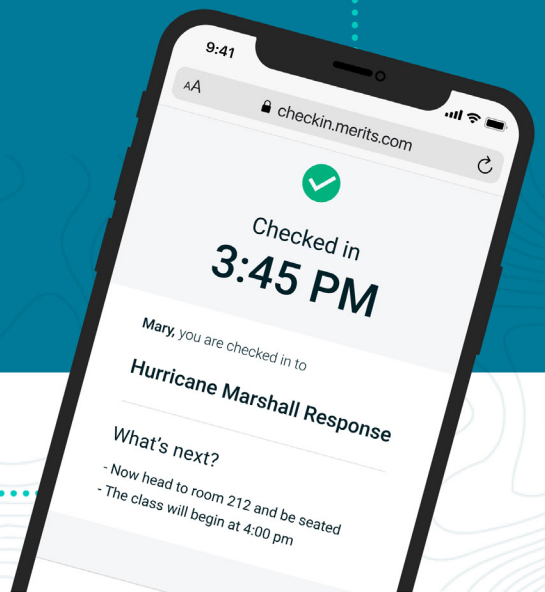 9:41
AA
checkin.merits.com
Checked in
3:45 PM
Mary, you are checked in to
Hurricane Marshall Response
What's next?
- Now head to room 212 and be seated
- The class will begin at 4:00 pm